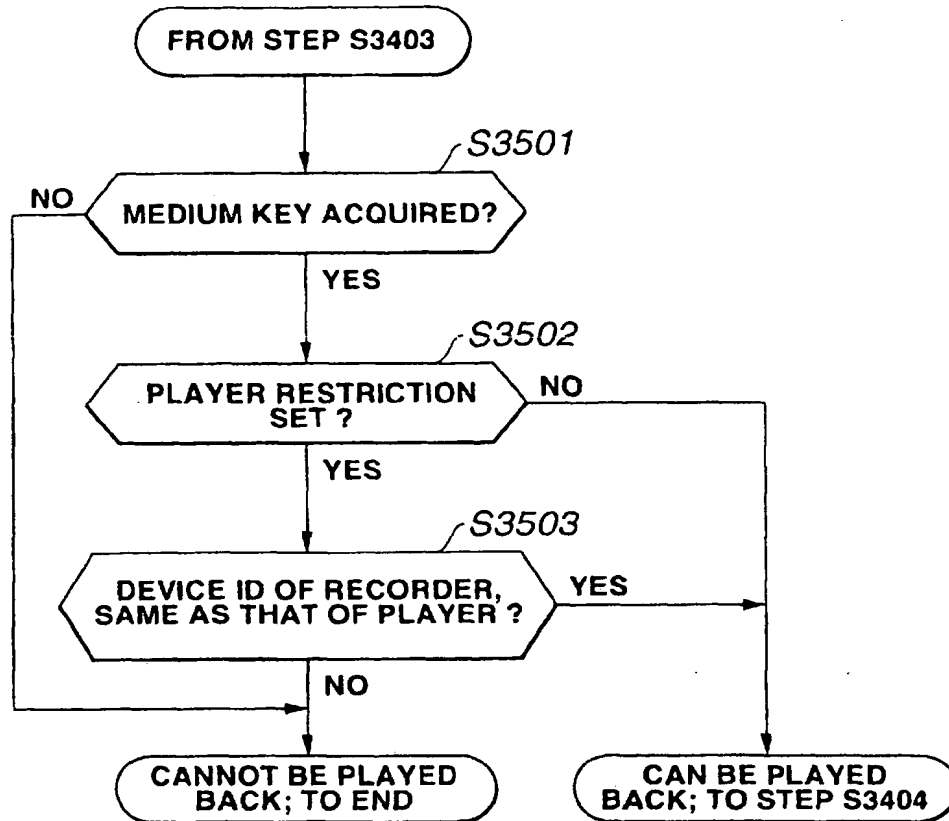 FROM STEP S3403
S3501
NO
MEDIUM KEY ACQUIRED?
YES
S3502
PLAYER RESTRICTION
SET ?
NO
YES
S3503
DEVICE ID OF RECORDER,
SAME AS THAT OF PLAYER ?
YES
NO
CANNOT BE PLAYED
BACK; TO END
CAN BE PLAYED
BACK; TO STEP S3404